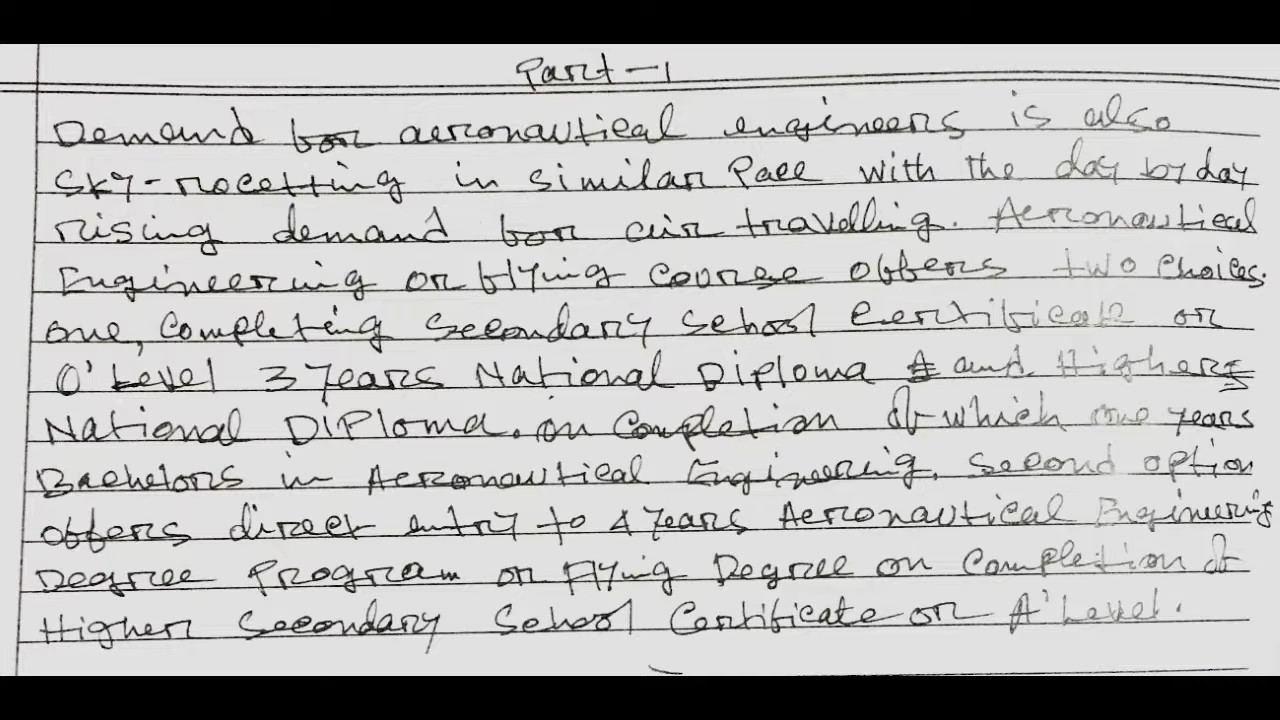 Part-1
Demand for aeronautical engineers is also
sky-rocetting in similar pace with the day by day
rising demand for air travelling. Aeronautical
Engineering or flying course offers two choices.
one, completing secondary school certificate or
O' Level 3 years National Diploma and Higher
National Diploma. on completion of which one years
Bachelors in Aeronautical Engineering. second option
offers direct entry to 4 years Aeronautical Engineering
Degree Program or Flying Degree on completion of
Higher Secondary School Certificate or A' Level.